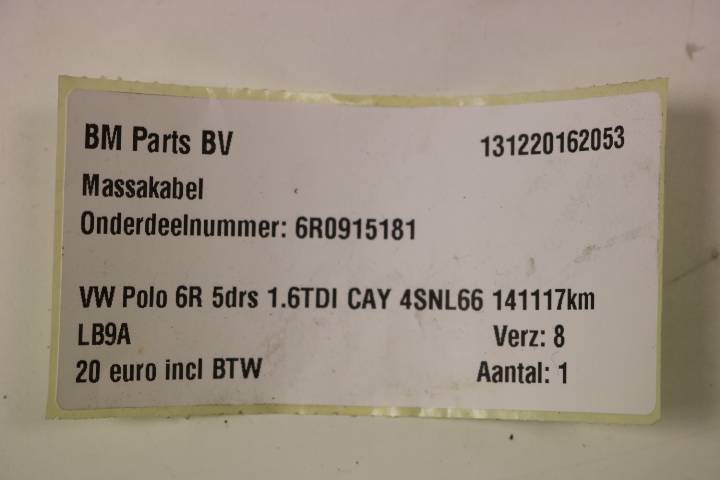 BM Parts BV 131220162053
Massakabel
Onderdeelnummer: 6R0915181
VW Polo 6R 5drs 1.6TDI CAY 4SNL66 141117km
LB9A Verz: 8
20 euro incl BTW Aantal: 1